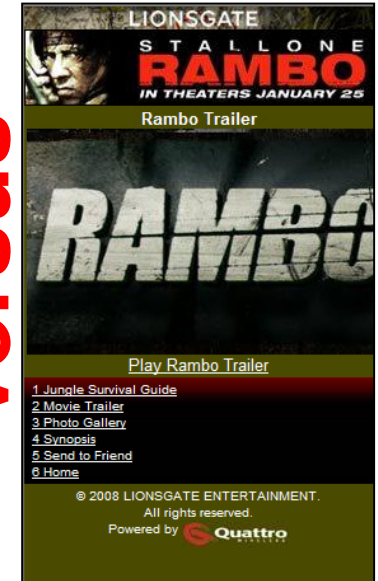 LIONSGATE
STALLONE
RAMBO
IN THEATERS JANUARY 25
Rambo Trailer
RAMBO
Play Rambo Trailer
1 Jungle Survival Guide
2 Movie Trailer
3 Photo Gallery
4 Synopsis
5 Send to Friend
6 Home
© 2008 LIONSGATE ENTERTAINMENT.
All rights reserved.
Powered by Quattro
WIRELESS